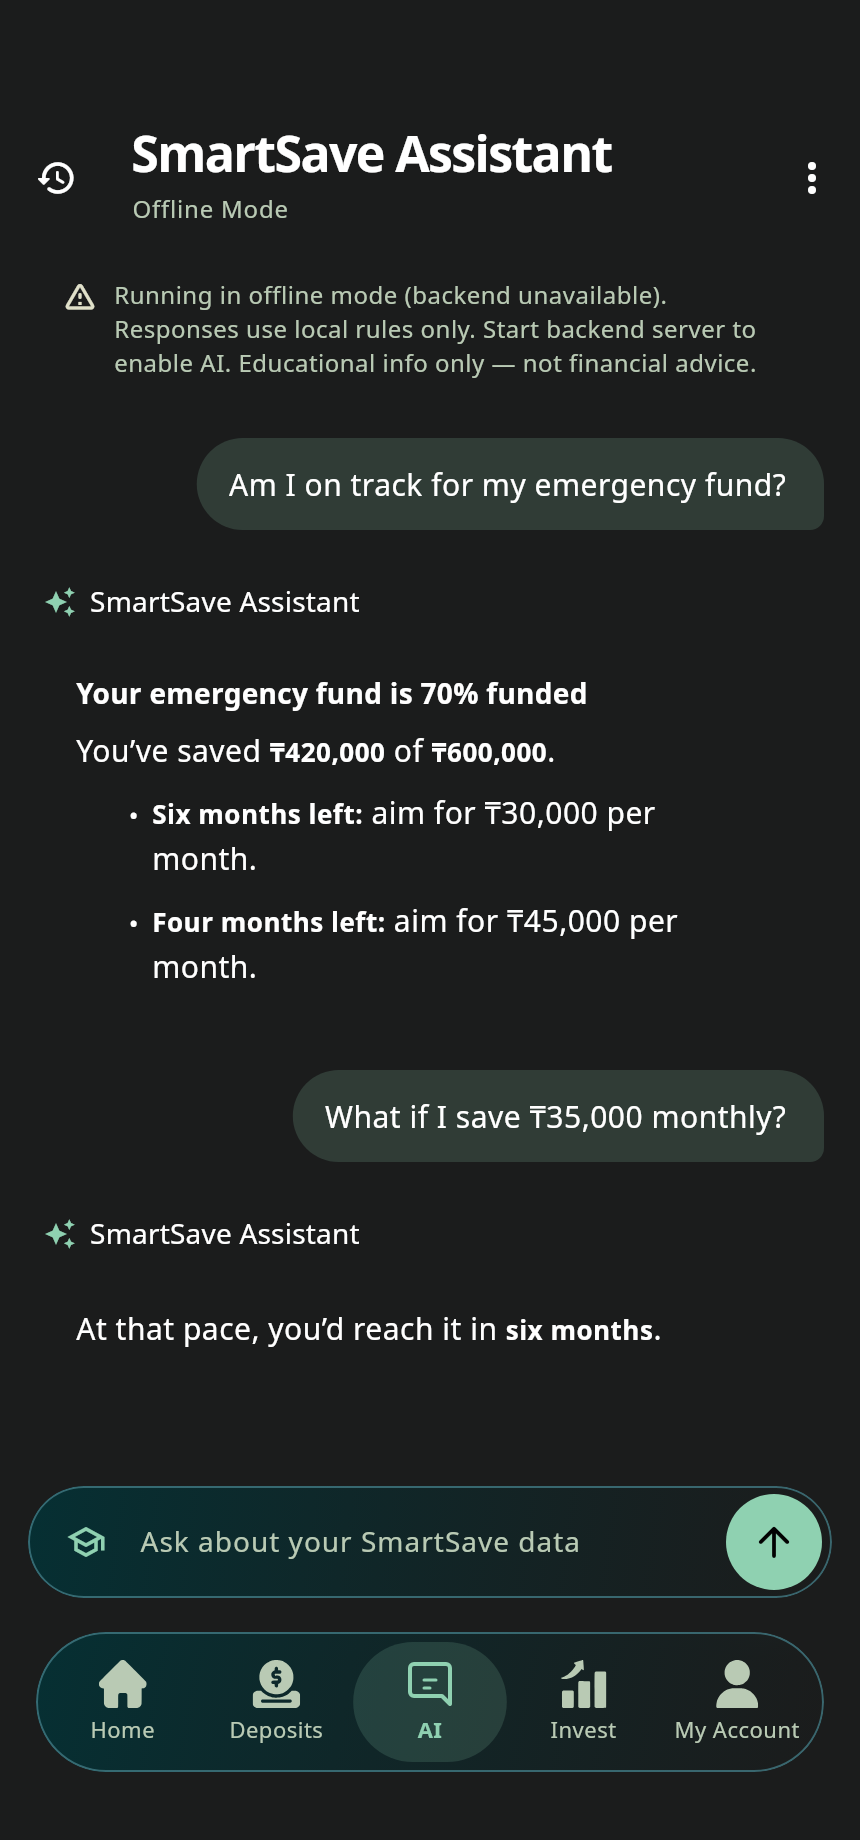 SmartSave Assistant
Offline Mode
Running in offline mode (backend unavailable).
Responses use local rules only. Start backend server to
enable AI. Educational info only — not financial advice.
Am I on track for my emergency fund?
SmartSave Assistant
Your emergency fund is 70% funded
You’ve saved ₸420,000 of ₸600,000.
• Six months left: aim for ₸30,000 per
month.
• Four months left: aim for ₸45,000 per
month.
What if I save ₸35,000 monthly?
SmartSave Assistant
At that pace, you’d reach it in six months.
Ask about your SmartSave data
Home
Deposits
AI
Invest
My Account